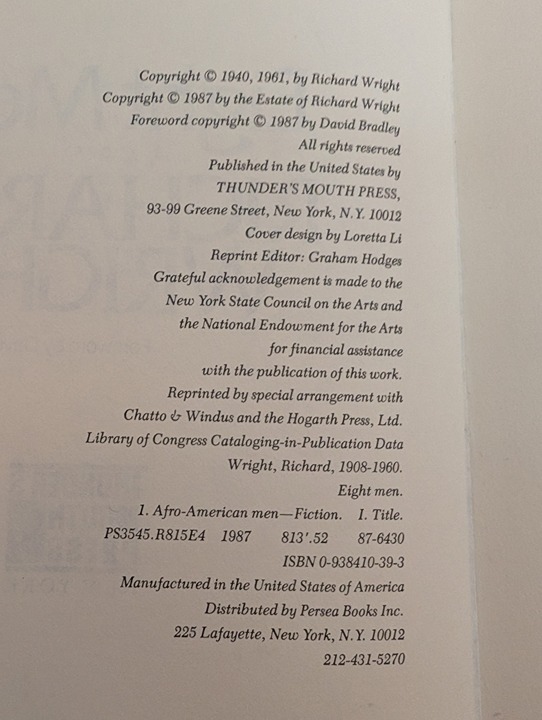 Copyright © 1940, 1961, by Richard Wright
Copyright © 1987 by the Estate of Richard Wright
Foreword copyright © 1987 by David Bradley
All rights reserved
Published in the United States by
THUNDER'S MOUTH PRESS,
93-99 Greene Street, New York, N.Y. 10012
Cover design by Loretta Li
Reprint Editor: Graham Hodges
Grateful acknowledgement is made to the
New York State Council on the Arts and
the National Endowment for the Arts
for financial assistance
with the publication of this work.
Reprinted by special arrangement with
Chatto & Windus and the Hogarth Press, Ltd.
Library of Congress Cataloging-in-Publication Data
Wright, Richard, 1908-1960.
Eight men.
1. Afro-American men—Fiction. I. Title.
PS3545.R815E4 1987 813'.52 87-6430
ISBN 0-938410-39-3
Manufactured in the United States of America
Distributed by Persea Books Inc.
225 Lafayette, New York, N.Y. 10012
212-431-5270